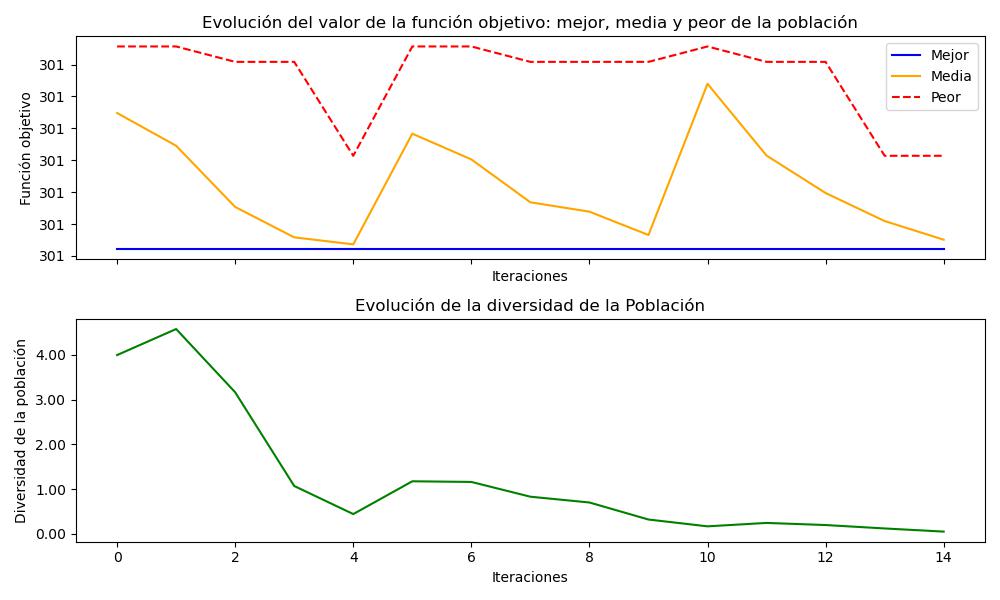 Evolución del valor de la función objetivo: mejor, media y peor de la población
Función objetivo
301
301
301
301
301
301
301
Mejor
Media
Peor
Iteraciones
Evolución de la diversidad de la Población
Diversidad de la población
4.00
3.00
2.00
1.00
0.00
0 2 4 6 8 10 12 14
Iteraciones